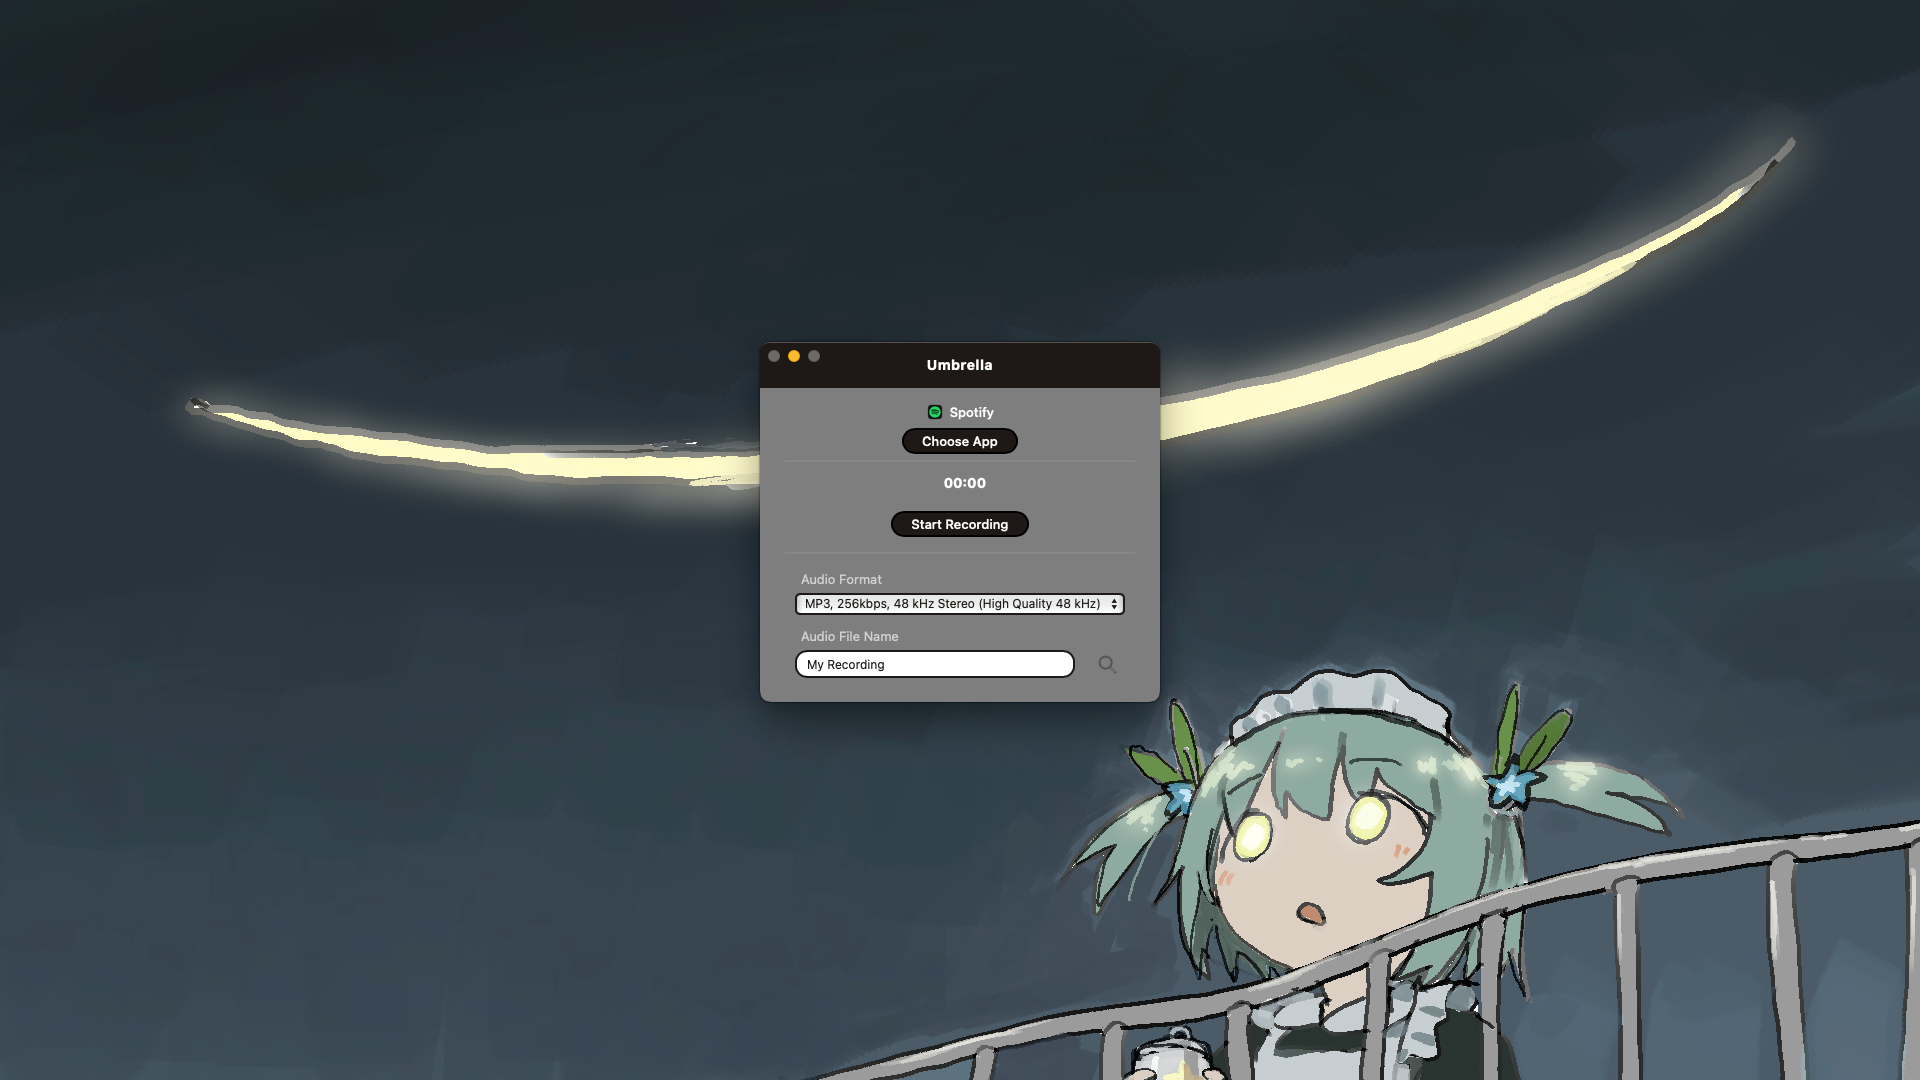 Umbrella
Spotify
Choose App
00:00
Start Recording
Audio Format
MP3, 256kbps, 48 kHz Stereo (High Quality 48 kHz)
Audio File Name
My Recording